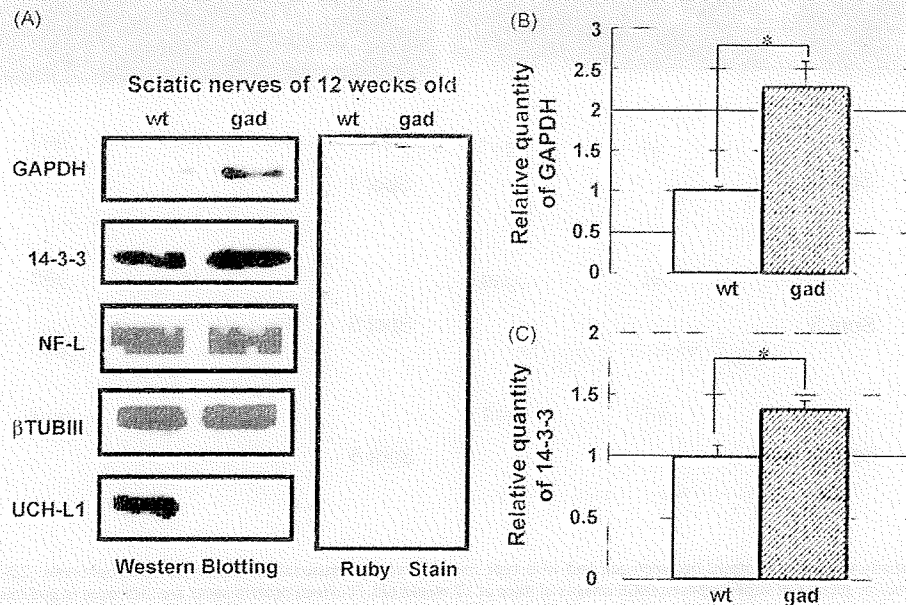 (A)
Sciatic nerves of 12 weeks old
wt gad wt gad
GAPDH
14-3-3
NF-L
βTUBIII
UCH-L1
Western Blotting Ruby Stain
(B)
Relative quantity
of GAPDH
3
2.5
2
1.5
1
0.5
0
*
wt gad
(C)
Relative quantity
of 14-3-3
2
1.5
1
0.5
0
*
wt gad